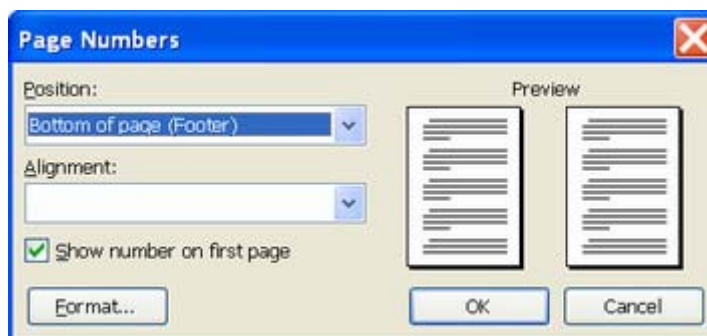 Page Numbers
Position:
Preview
Bottom of page (Footer)
Alignment:
Show number on first page
Format...
OK
Cancel